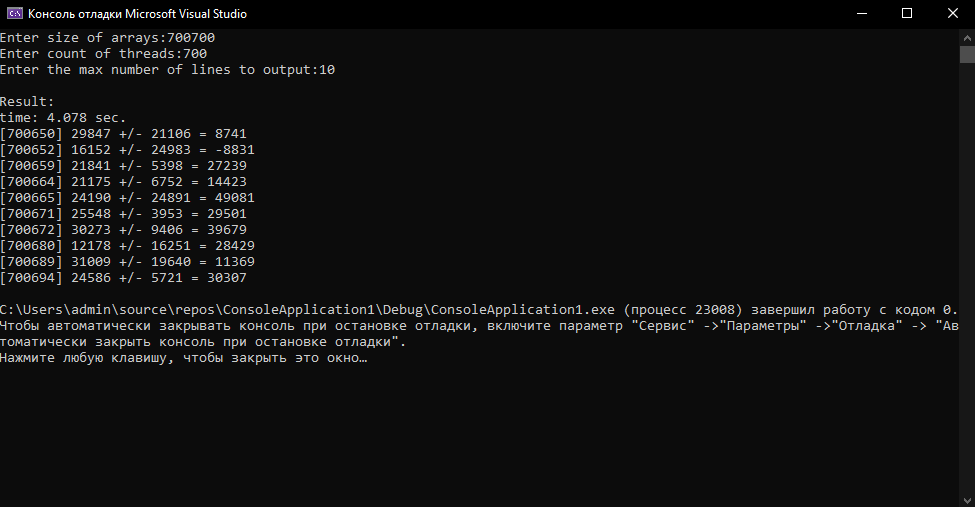 Консоль отладки Microsoft Visual Studio
Enter size of arrays:700700
Enter count of threads:700
Enter the max number of lines to output:10
Result:
time: 4.078 sec.
[700650] 29847 +/- 21106 = 8741
[700652] 16152 +/- 24983 = -8831
[700659] 21841 +/- 5398 = 27239
[700664] 21175 +/- 6752 = 14423
[700665] 24190 +/- 24891 = 49081
[700671] 25548 +/- 3953 = 29501
[700672] 30273 +/- 9406 = 39679
[700680] 12178 +/- 16251 = 28429
[700689] 31009 +/- 19640 = 11369
[700694] 24586 +/- 5721 = 30307
C:\Users\admin\source\repos\ConsoleApplication1\Debug\ConsoleApplication1.exe (процесс 23008) завершил работу с кодом 0.
Чтобы автоматически закрывать консоль при остановке отладки, включите параметр "Сервис" ->"Параметры" ->"Отладка" -> "Ав
томатически закрыть консоль при остановке отладки".
Нажмите любую клавишу, чтобы закрыть это окно…